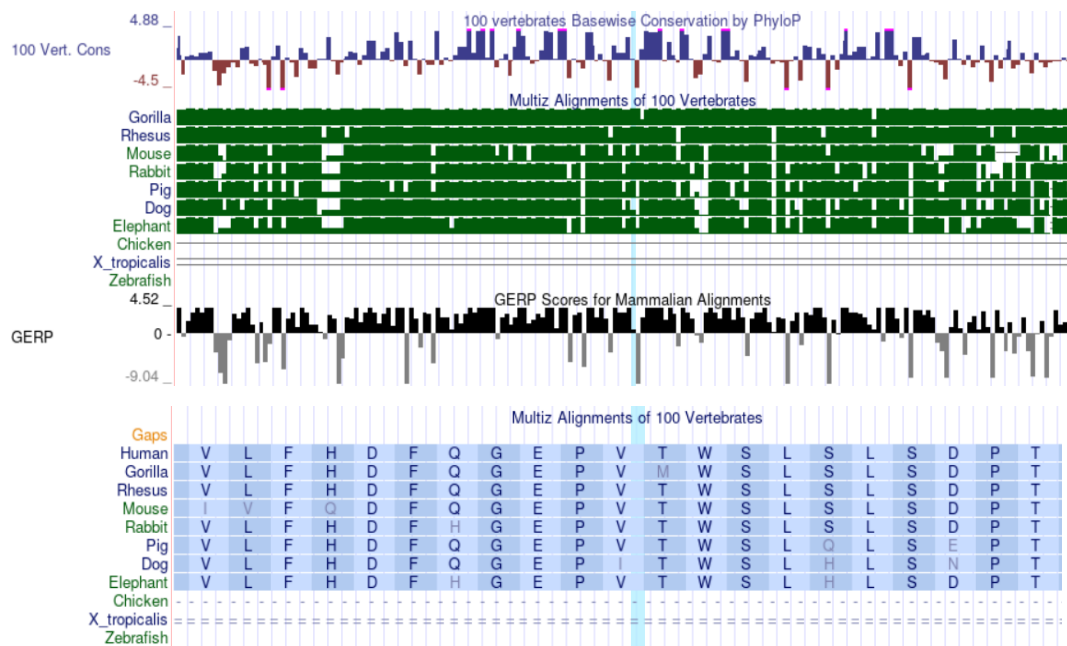 4.88 _
100 vertebrates Basewise Conservation by PhyloP
100 Vert. Cons
-4.5 _
Multiz Alignments of 100 Vertebrates
Gorilla
Rhesus
Mouse
Rabbit
Pig
Dog
Elephant
Chicken
X_tropicalis
Zebrafish
4.52 _
GERP Scores for Mammalian Alignments
GERP
0 -
-9.04 _
Multiz Alignments of 100 Vertebrates
Gaps
Human V L F H D F Q G E P V T W S L S L S D P T
Gorilla V L F H D F Q G E P V M W S L S L S D P T
Rhesus V L F H D F Q G E P V T W S L S L S D P T
Mouse I V F Q D F Q G E P V T W S L S L S D P T
Rabbit V L F H D F H G E P V T W S L S L S D P T
Pig V L F H D F Q G E P V T W S L Q L S E P T
Dog V L F H D F Q G E P I T W S L H L S N P T
Elephant V L F H D F H G E P V T W S L H L S D P T
Chicken - - - - - - - - - - - - - - - - - - - - -
X_tropicalis = = = = = = = = = = = = = = = = = = = = =
Zebrafish